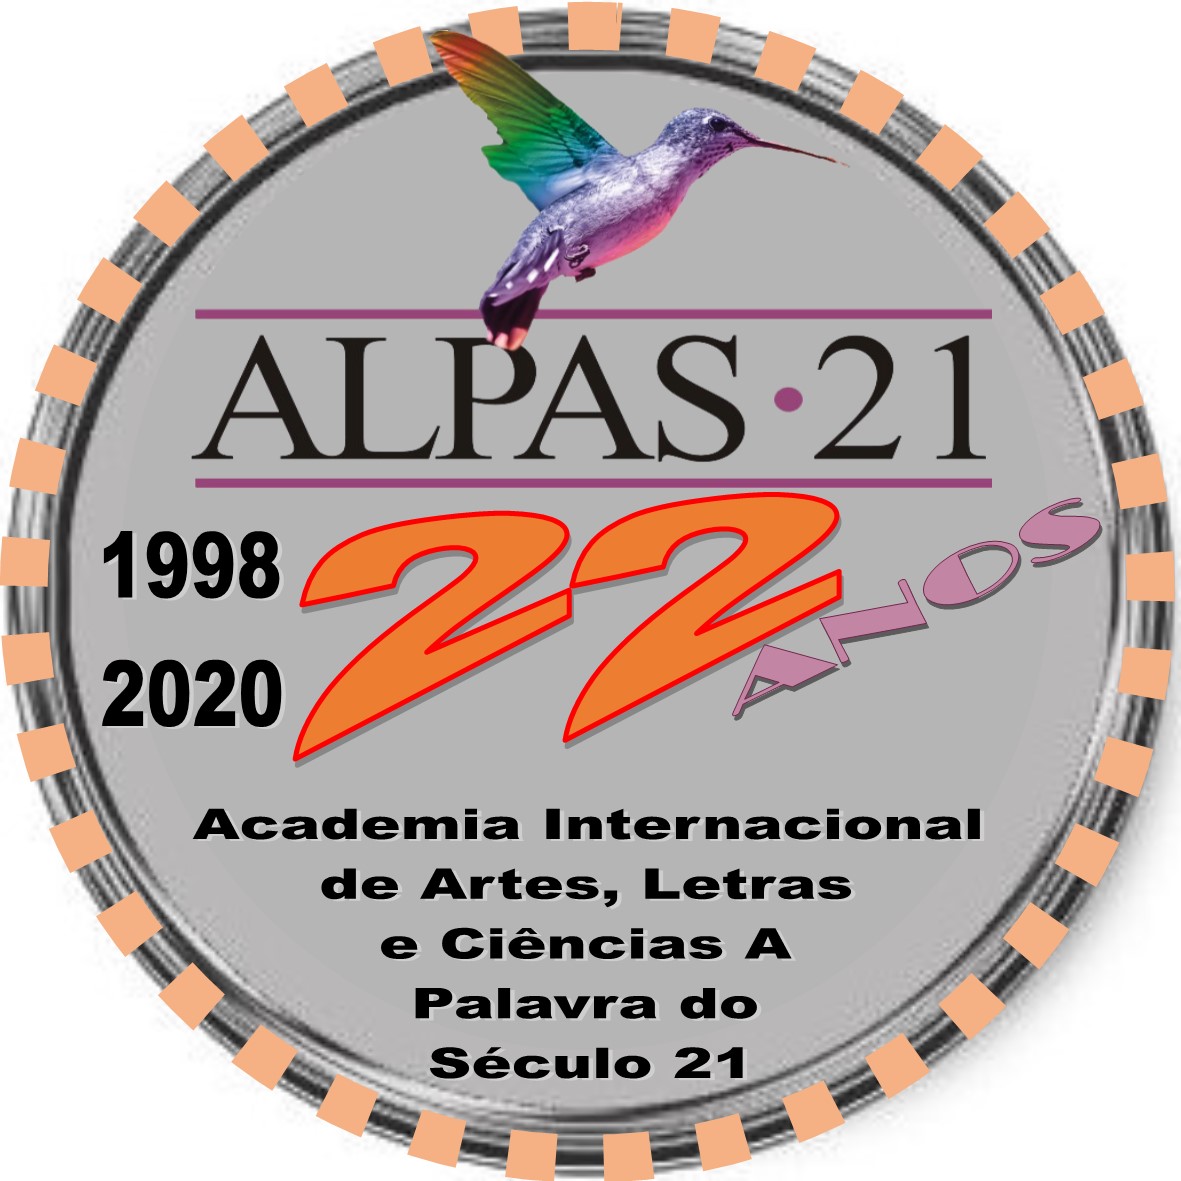 ALPAS·21
1998
22
ANOS
2020
Academia Internacional
de Artes, Letras
e Ciências A
Palavra do
Século 21